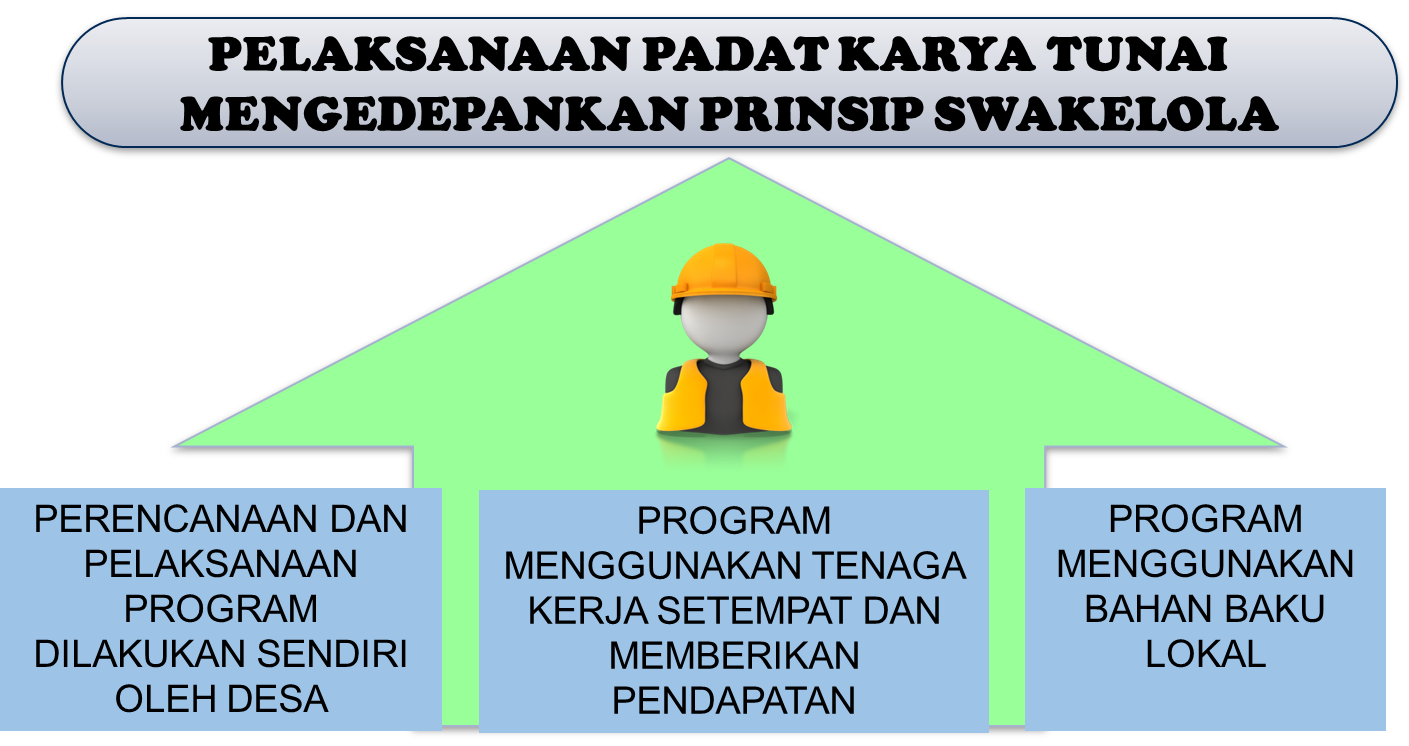 PELAKSANAAN PADAT KARYA TUNAI
MENGEDEPANKAN PRINSIP SWAKELOLA
PERENCANAAN DAN
PELAKSANAAN
PROGRAM
DILAKUKAN SENDIRI
OLEH DESA
PROGRAM
MENGGUNAKAN TENAGA
KERJA SETEMPAT DAN
MEMBERIKAN
PENDAPATAN
PROGRAM
MENGGUNAKAN
BAHAN BAKU
LOKAL